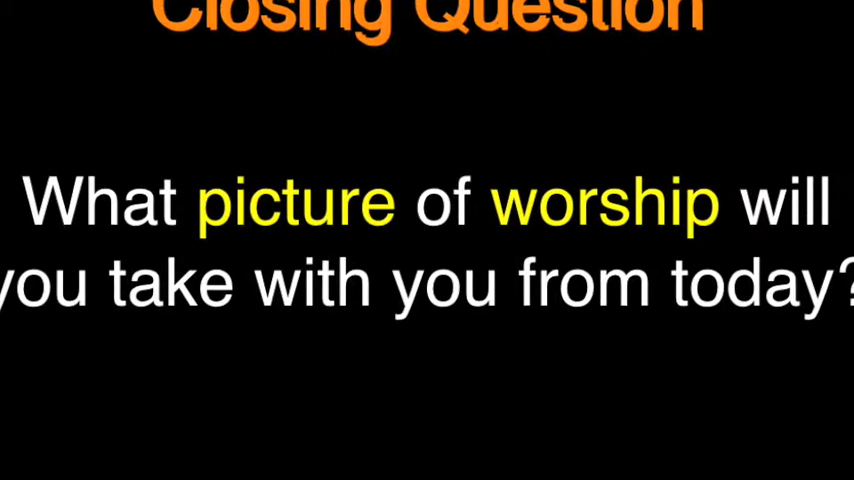 Closing Question
What picture of worship will
you take with you from today?